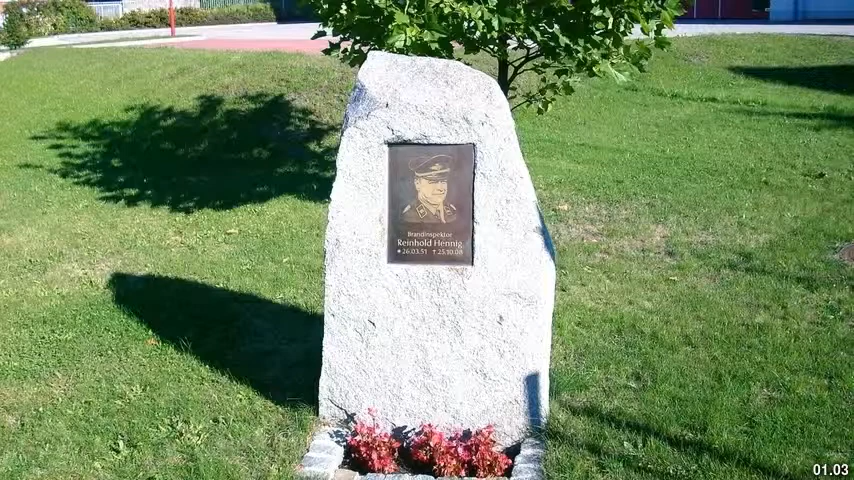 Brandinspektor
Reinhold Hennig
* 26.03.51 † 25.10.08
01.03